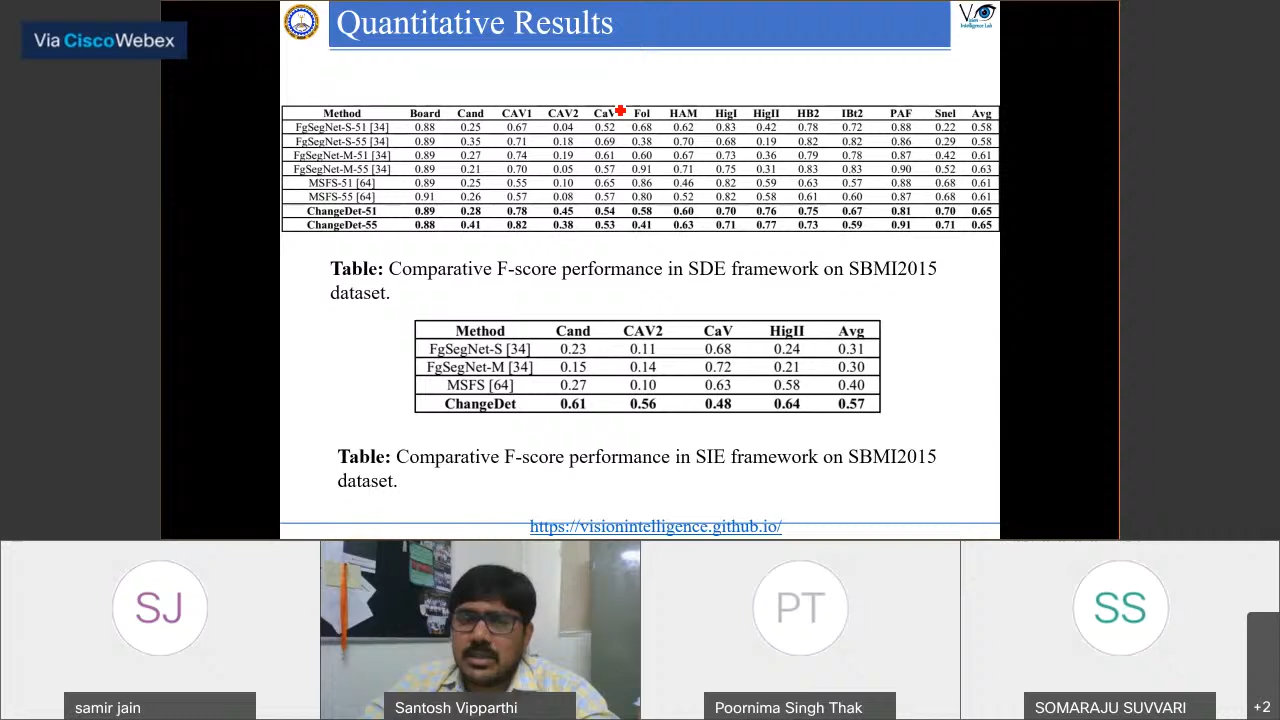 Via CiscoWebex
Quantitative Results
Vision
Intelligence Lab
Method Board Cand CAV1 CAV2 CaV Fol HAM HigI HigII HB2 IBt2 PAF Snel Avg
FgSegNet-S-51 [34] 0.88 0.25 0.67 0.04 0.52 0.68 0.62 0.83 0.42 0.78 0.72 0.88 0.22 0.58
FgSegNet-S-55 [34] 0.89 0.35 0.71 0.18 0.69 0.38 0.70 0.68 0.19 0.82 0.82 0.86 0.29 0.58
FgSegNet-M-51 [34] 0.89 0.27 0.74 0.19 0.61 0.60 0.67 0.73 0.36 0.79 0.78 0.87 0.42 0.61
FgSegNet-M-55 [34] 0.89 0.21 0.70 0.05 0.57 0.91 0.71 0.75 0.31 0.83 0.83 0.90 0.52 0.63
MSFS-51 [64] 0.89 0.25 0.55 0.10 0.65 0.86 0.46 0.82 0.59 0.63 0.57 0.88 0.68 0.61
MSFS-55 [64] 0.91 0.26 0.57 0.08 0.57 0.80 0.52 0.82 0.58 0.61 0.60 0.87 0.68 0.61
ChangeDet-51 0.89 0.28 0.78 0.45 0.54 0.58 0.60 0.70 0.76 0.75 0.67 0.81 0.70 0.65
ChangeDet-55 0.88 0.41 0.82 0.38 0.53 0.41 0.63 0.71 0.77 0.73 0.59 0.91 0.71 0.65
Table: Comparative F-score performance in SDE framework on SBMI2015
dataset.
Method Cand CAV2 CaV HigII Avg
FgSegNet-S [34] 0.23 0.11 0.68 0.24 0.31
FgSegNet-M [34] 0.15 0.14 0.72 0.21 0.30
MSFS [64] 0.27 0.10 0.63 0.58 0.40
ChangeDet 0.61 0.56 0.48 0.64 0.57
Table: Comparative F-score performance in SIE framework on SBMI2015
dataset.
https://visionintelligence.github.io/
SJ
PT
SS
samir jain
Santosh Vipparthi
Poornima Singh Thak
SOMARAJU SUVVARI
+2